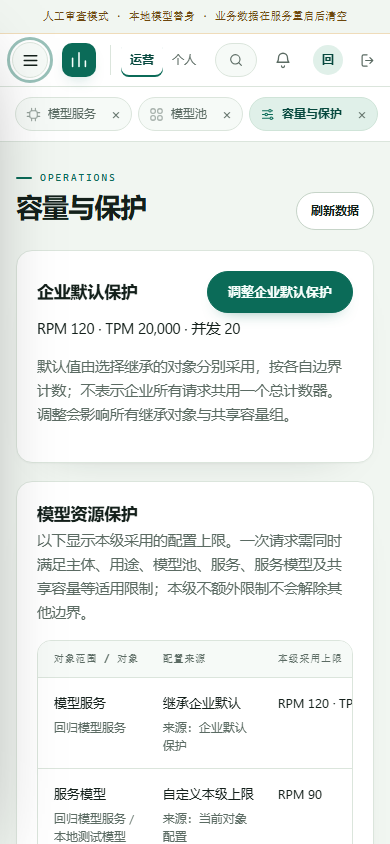 人工审查模式 · 本地模型替身 · 业务数据在服务重启后清空
运营 个人 回
模型服务 × 模型池 × 容量与保护 ×
OPERATIONS
容量与保护
刷新数据
企业默认保护
调整企业默认保护
RPM 120 · TPM 20,000 · 并发 20
默认值由选择继承的对象分别采用，按各自边界
计数；不表示企业所有请求共用一个总计数器。
调整会影响所有继承对象与共享容量组。
模型资源保护
以下显示本级采用的配置上限。一次请求需同时
满足主体、用途、模型池、服务、服务模型及共
享容量等适用限制；本级不额外限制不会解除其
他边界。
对象范围 / 对象 配置来源 本级采用上限
模型服务 继承企业默认 RPM 120 · TP
回归模型服务 来源：企业默认
保护
服务模型 自定义本级上限 RPM 90
回归模型服务 / 来源：当前对象
本地测试模型 配置